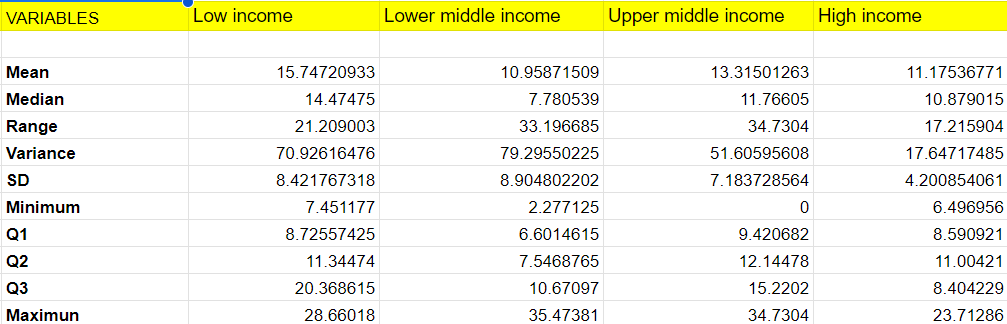 VARIABLES Low income Lower middle income Upper middle income High income
Mean 15.74720933 10.95871509 13.31501263 11.17536771
Median 14.47475 7.780539 11.76605 10.879015
Range 21.209003 33.196685 34.7304 17.215904
Variance 70.92616476 79.29550225 51.60595608 17.64717485
SD 8.421767318 8.904802202 7.183728564 4.200854061
Minimum 7.451177 2.277125 0 6.496956
Q1 8.72557425 6.6014615 9.420682 8.590921
Q2 11.34474 7.5468765 12.14478 11.00421
Q3 20.368615 10.67097 15.2202 8.404229
Maximun 28.66018 35.47381 34.7304 23.71286